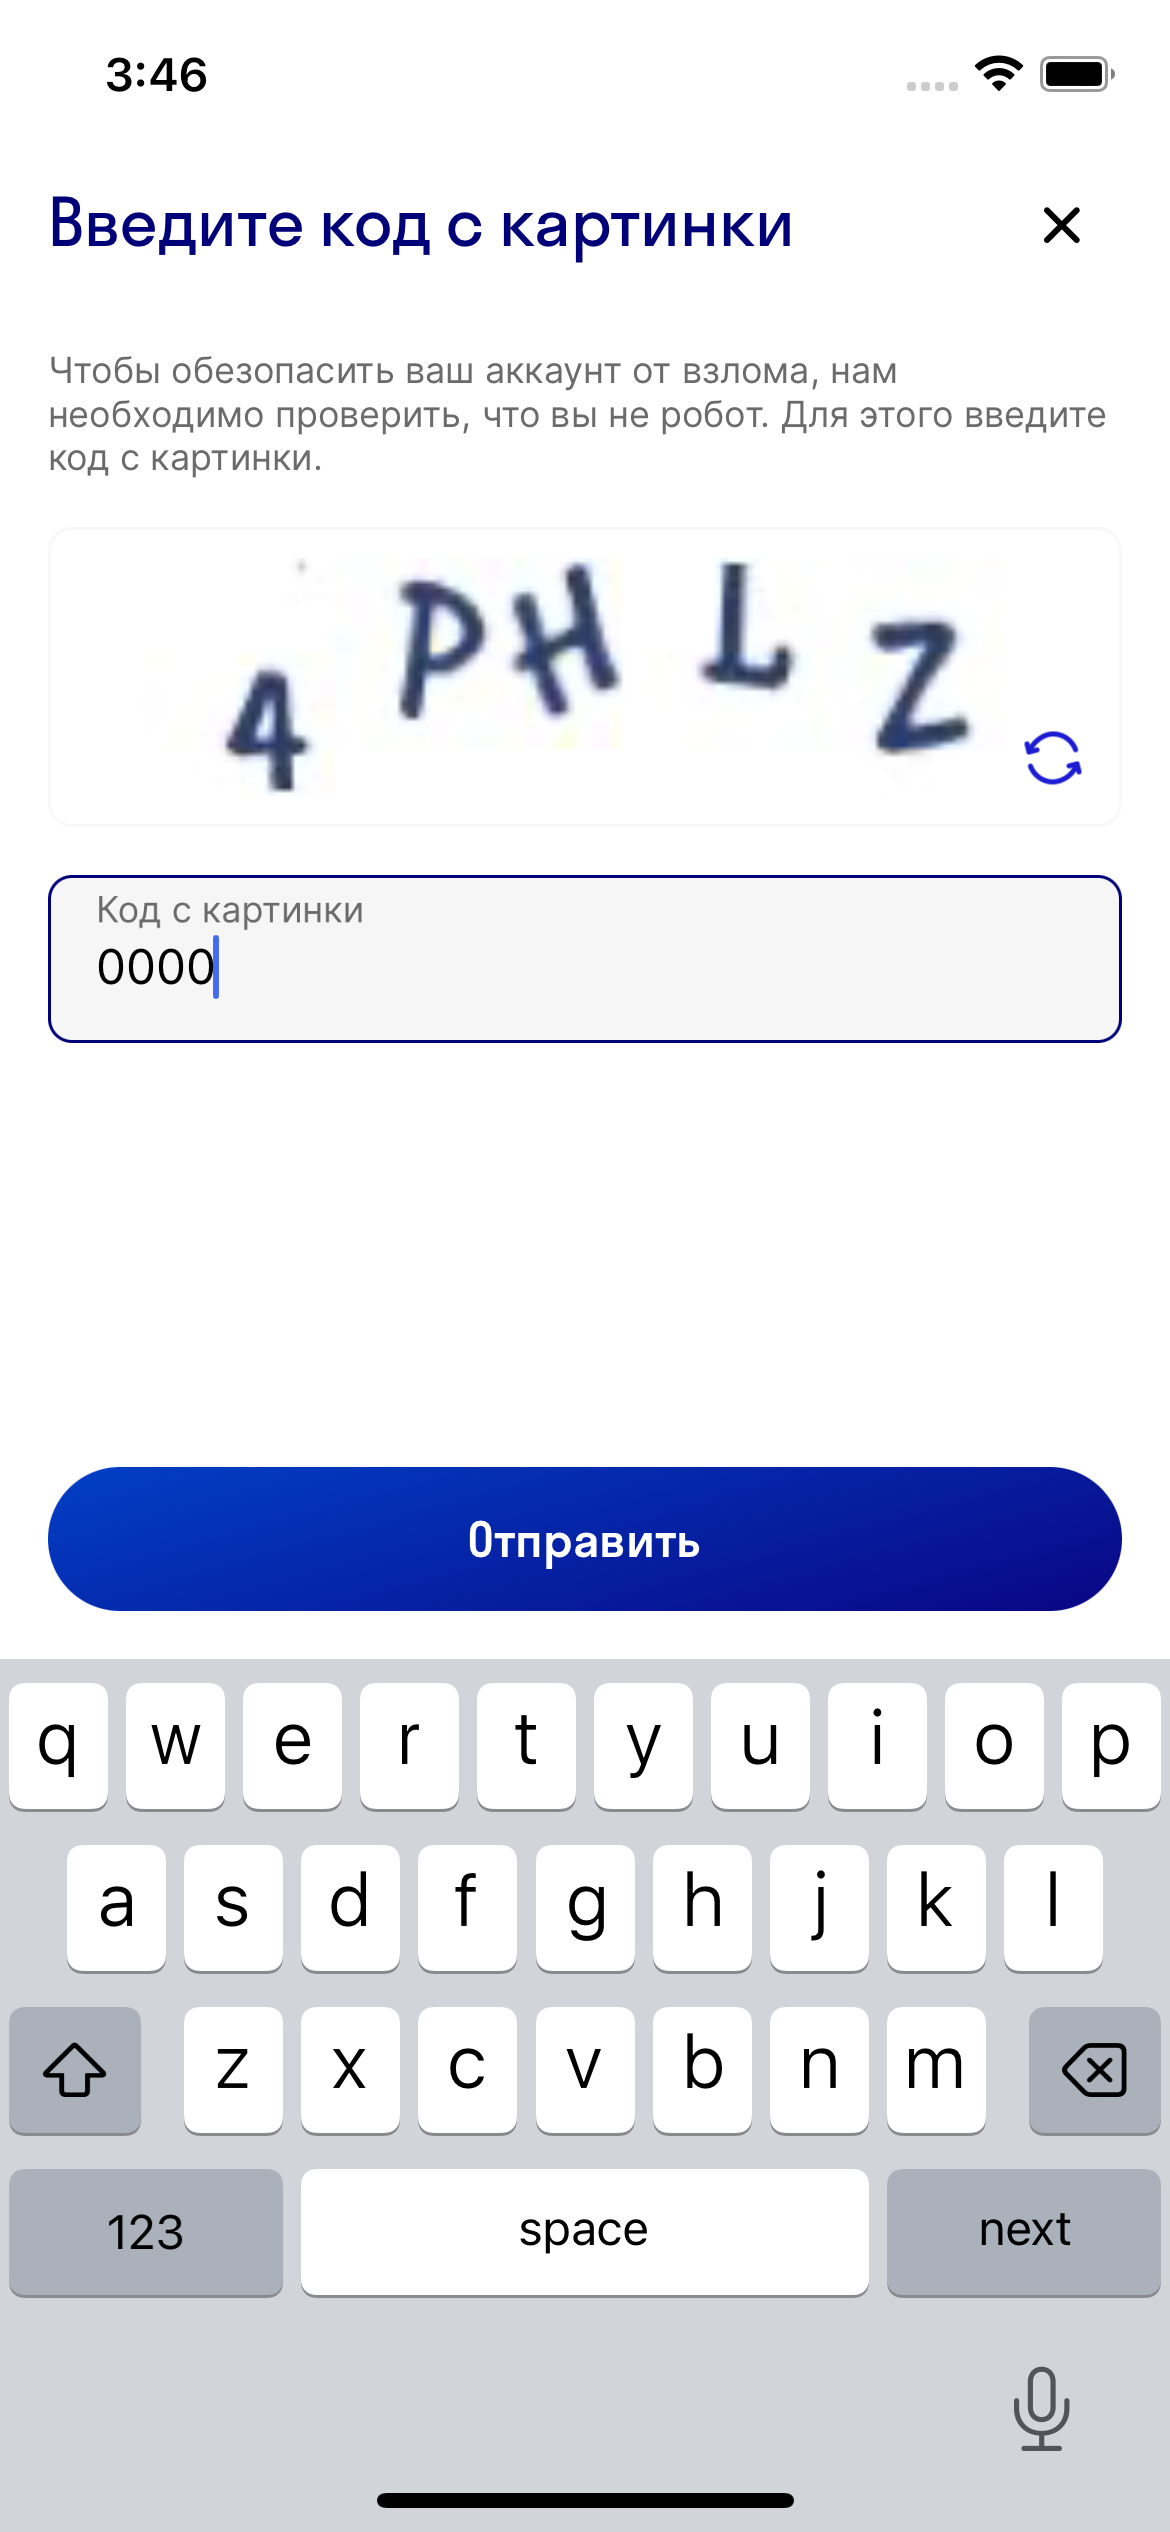 3:46
Введите код с картинки
Чтобы обезопасить ваш аккаунт от взлома, нам
необходимо проверить, что вы не робот. Для этого введите
код с картинки.
4 P H L Z
Код с картинки
0000
Отправить
q w e r t y u i o p
a s d f g h j k l
z x c v b n m
123 space next